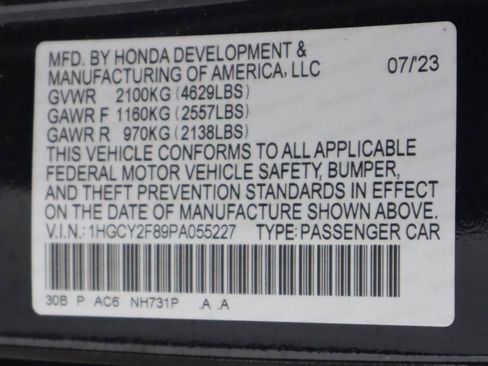 MFD. BY HONDA DEVELOPMENT &
MANUFACTURING OF AMERICA, LLC 07/23
GVWR 2100KG (4629LBS)
GAWR F 1160KG (2557LBS)
GAWR R 970KG (2138LBS)
THIS VEHICLE CONFORMS TO ALL APPLICABLE
FEDERAL MOTOR VEHICLE SAFETY, BUMPER,
AND THEFT PREVENTION STANDARDS IN EFFECT
ON THE DATE OF MANUFACTURE SHOWN ABOVE.
V.I.N.: 1HGCY2F89PA055227 TYPE: PASSENGER CAR
30B P AC6 NH731P .A .A